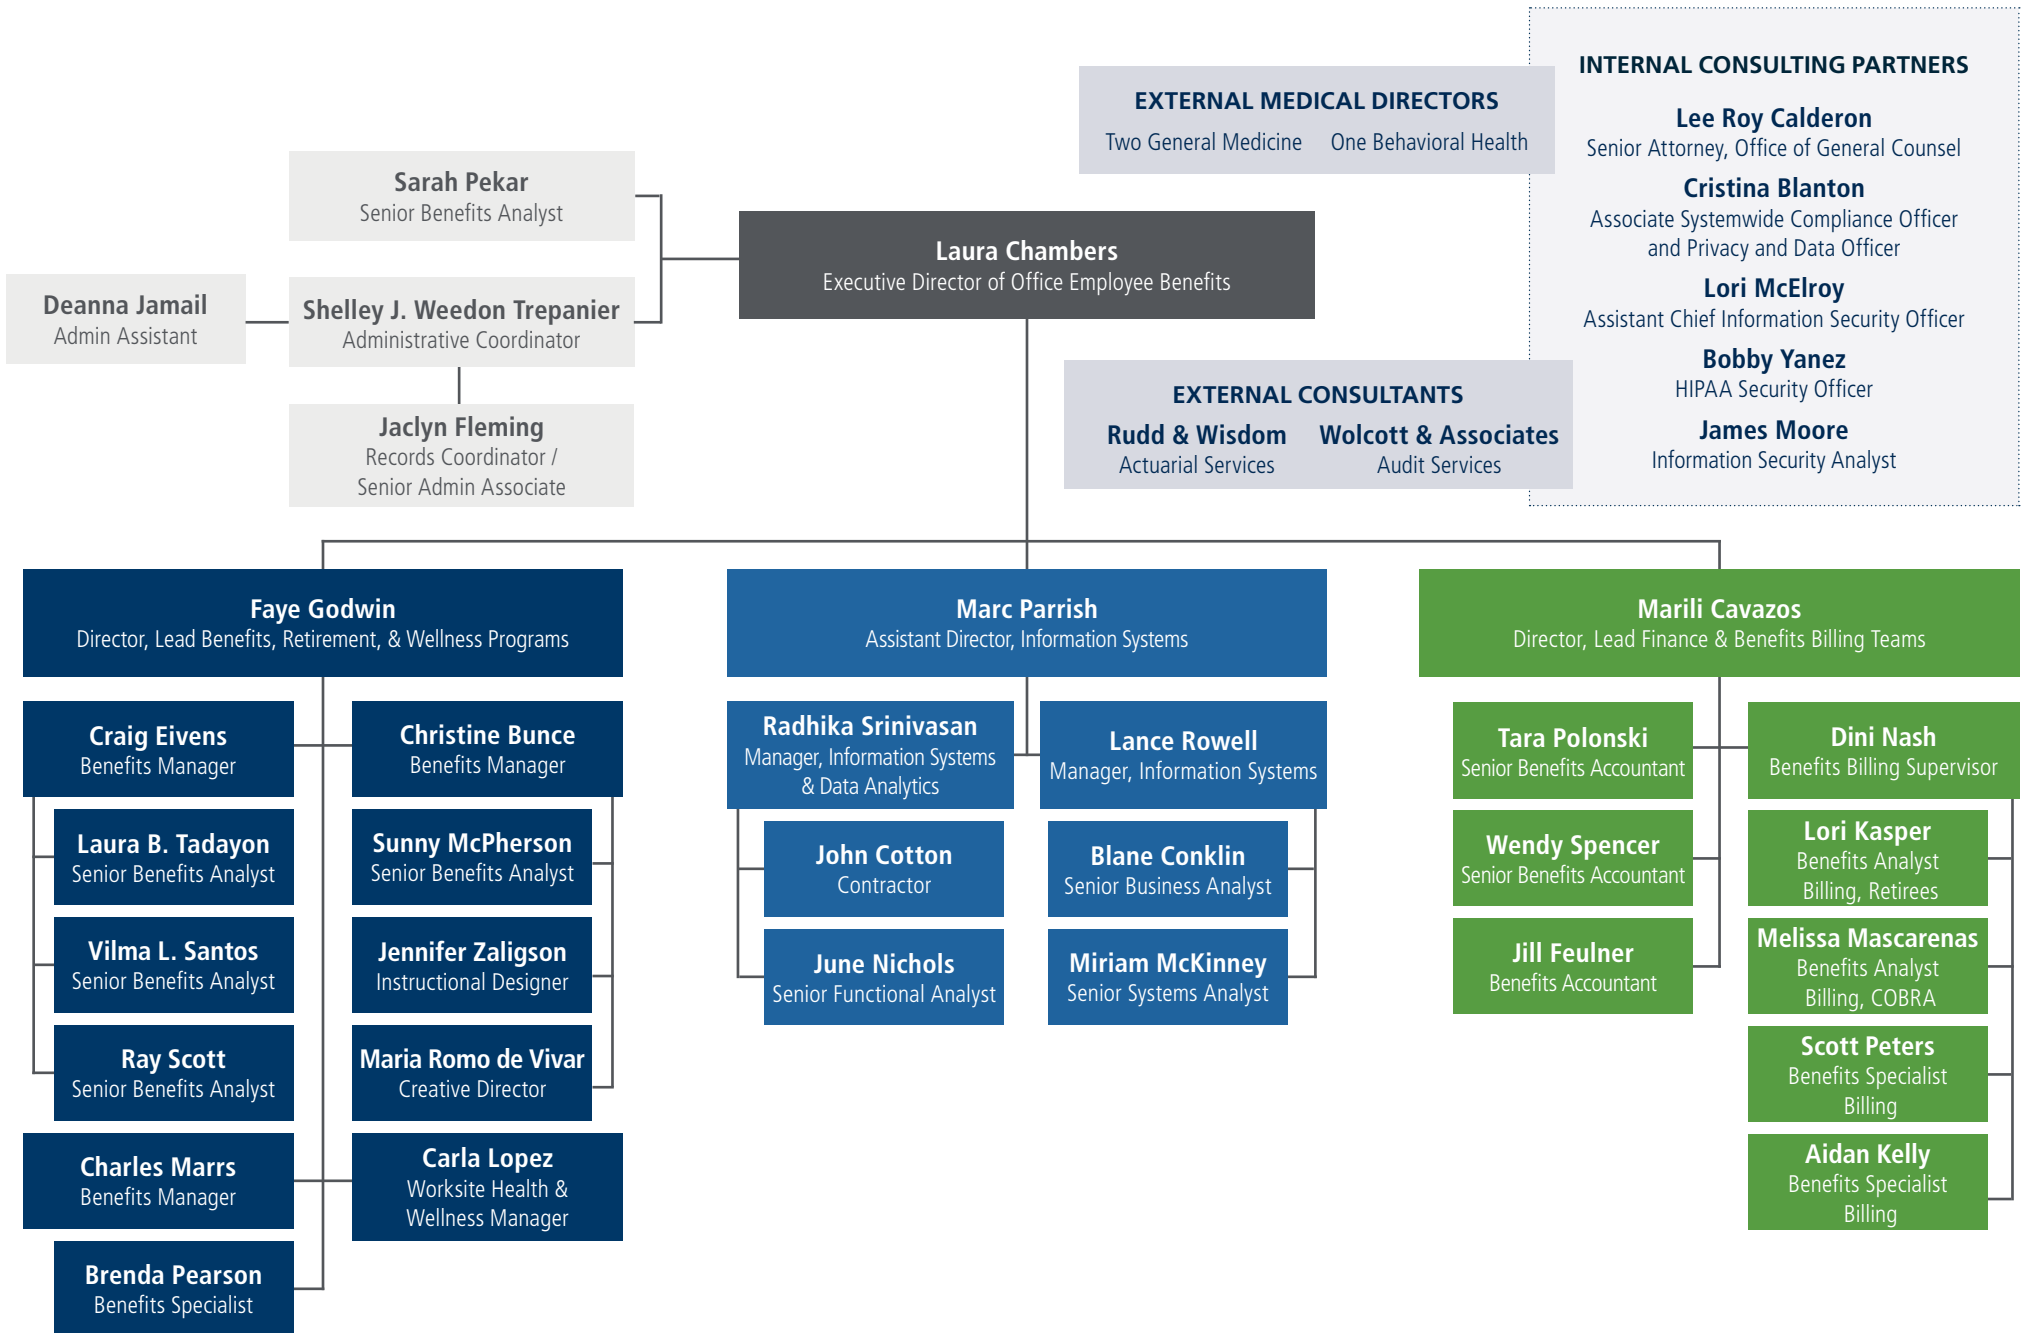 INTERNAL CONSULTING PARTNERS
Lee Roy Calderon
Senior Attorney, Office of General Counsel
Cristina Blanton
Associate Systemwide Compliance Officer
and Privacy and Data Officer
Lori McElroy
Assistant Chief Information Security Officer
Bobby Yanez
HIPAA Security Officer
James Moore
Information Security Analyst
EXTERNAL MEDICAL DIRECTORS
Two General Medicine One Behavioral Health
Sarah Pekar
Senior Benefits Analyst
Laura Chambers
Executive Director of Office Employee Benefits
Deanna Jamail
Admin Assistant
Shelley J. Weedon Trepanier
Administrative Coordinator
Jaclyn Fleming
Records Coordinator /
Senior Admin Associate
EXTERNAL CONSULTANTS
Rudd & Wisdom
Actuarial Services
Wolcott & Associates
Audit Services
Faye Godwin
Director, Lead Benefits, Retirement, & Wellness Programs
Craig Eivens
Benefits Manager
Laura B. Tadayon
Senior Benefits Analyst
Vilma L. Santos
Senior Benefits Analyst
Ray Scott
Senior Benefits Analyst
Christine Bunce
Benefits Manager
Sunny McPherson
Senior Benefits Analyst
Jennifer Zaligson
Instructional Designer
Maria Romo de Vivar
Creative Director
Charles Marrs
Benefits Manager
Carla Lopez
Worksite Health &
Wellness Manager
Brenda Pearson
Benefits Specialist
Marc Parrish
Assistant Director, Information Systems
Radhika Srinivasan
Manager, Information Systems
& Data Analytics
John Cotton
Contractor
June Nichols
Senior Functional Analyst
Lance Rowell
Manager, Information Systems
Blane Conklin
Senior Business Analyst
Miriam McKinney
Senior Systems Analyst
Marili Cavazos
Director, Lead Finance & Benefits Billing Teams
Tara Polonski
Senior Benefits Accountant
Wendy Spencer
Senior Benefits Accountant
Jill Feulner
Benefits Accountant
Dini Nash
Benefits Billing Supervisor
Lori Kasper
Benefits Analyst
Billing, Retirees
Melissa Mascarenas
Benefits Analyst
Billing, COBRA
Scott Peters
Benefits Specialist
Billing
Aidan Kelly
Benefits Specialist
Billing